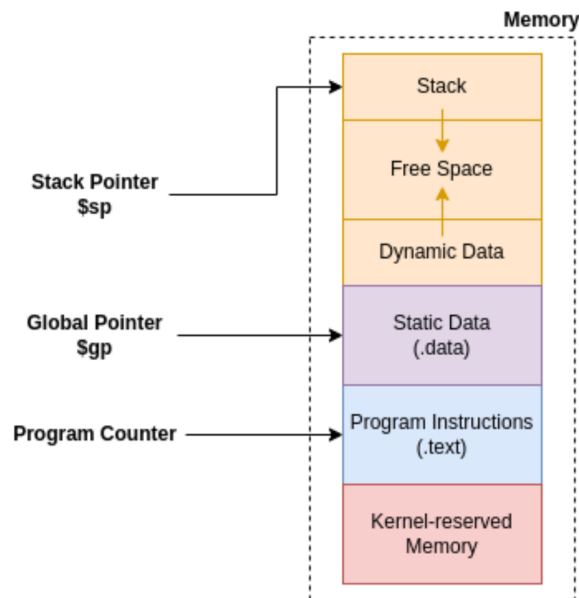 Memory
Stack
Free Space
Stack Pointer
$sp
Dynamic Data
Global Pointer
$gp
Static Data
(.data)
Program Counter
Program Instructions
(.text)
Kernel-reserved
Memory